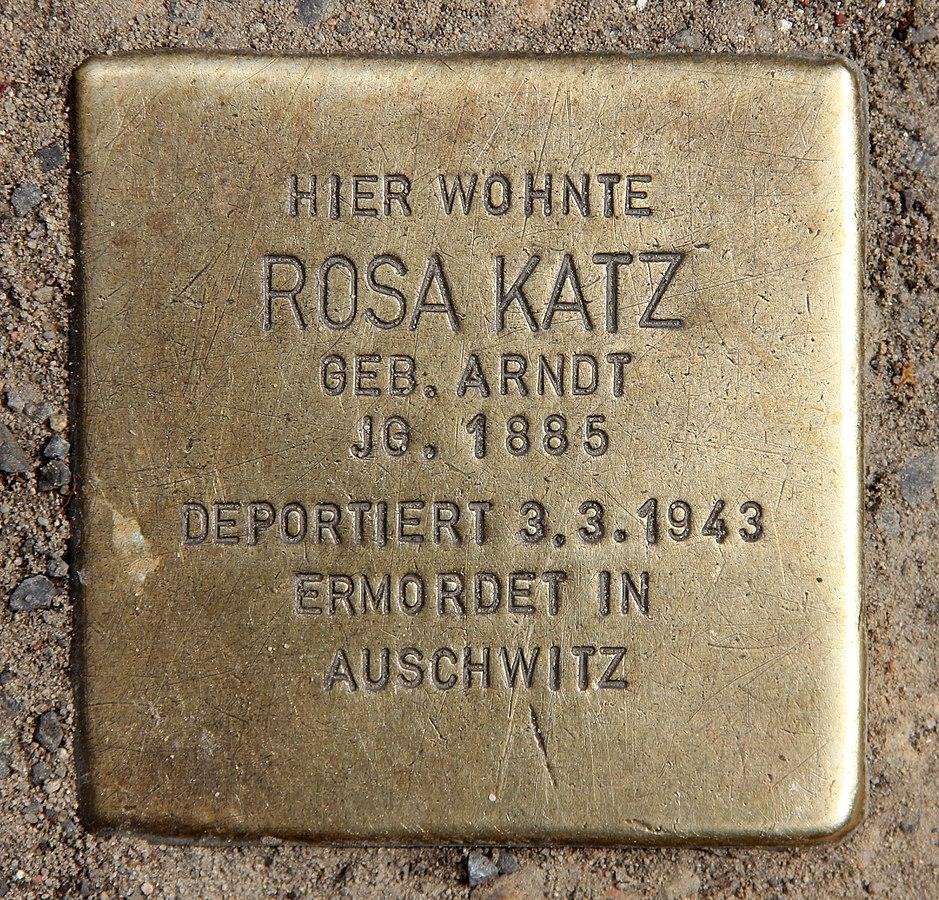 HIER WOHNTE
ROSA KATZ
GEB. ARNDT
JG. 1885
DEPORTIERT 3.3.1943
ERMORDET IN
AUSCHWITZ